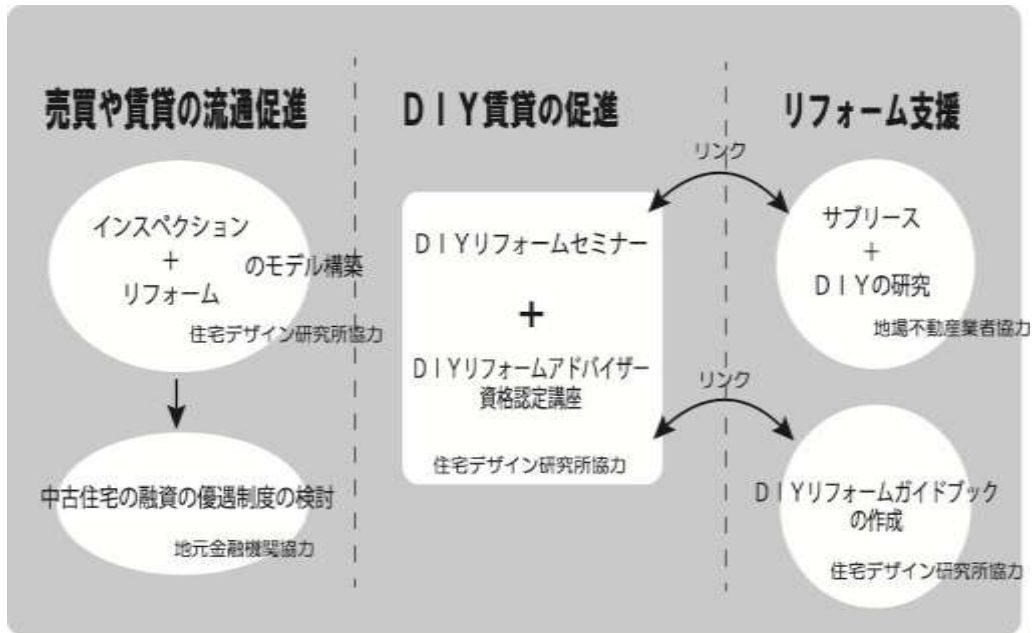 売買や賃貸の流通促進
インスペクション
+
リフォーム
のモデル構築
住宅デザイン研究所協力
中古住宅の融資の優遇制度の検討
地元金融機関協力
DIY賃貸の促進
DIYリフォームセミナー
+
DIYリフォームアドバイザー
資格認定講座
住宅デザイン研究所協力
リフォーム支援
リンク
サブリース
+
DIYの研究
地場不動産業者協力
リンク
DIYリフォームガイドブック
の作成
住宅デザイン研究所協力